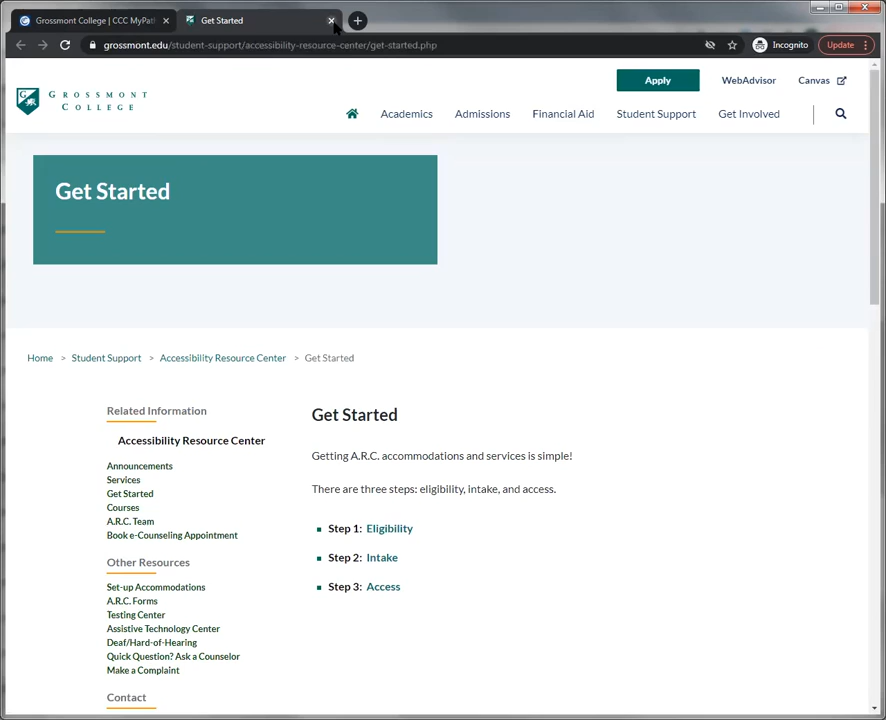 Grossmont College | CCC MyPat
Get Started
grossmont.edu/student-support/accessibility-resource-center/get-started.php
Incognito
Update
GROSSMONT
COLLEGE
Apply
WebAdvisor
Canvas
Academics
Admissions
Financial Aid
Student Support
Get Involved
Get Started
Home > Student Support > Accessibility Resource Center > Get Started
Related Information
Accessibility Resource Center
Announcements
Services
Get Started
Courses
A.R.C. Team
Book e-Counseling Appointment
Other Resources
Set-up Accommodations
A.R.C. Forms
Testing Center
Assistive Technology Center
Deaf/Hard-of-Hearing
Quick Question? Ask a Counselor
Make a Complaint
Contact
Get Started
Getting A.R.C. accommodations and services is simple!
There are three steps: eligibility, intake, and access.
Step 1: Eligibility
Step 2: Intake
Step 3: Access